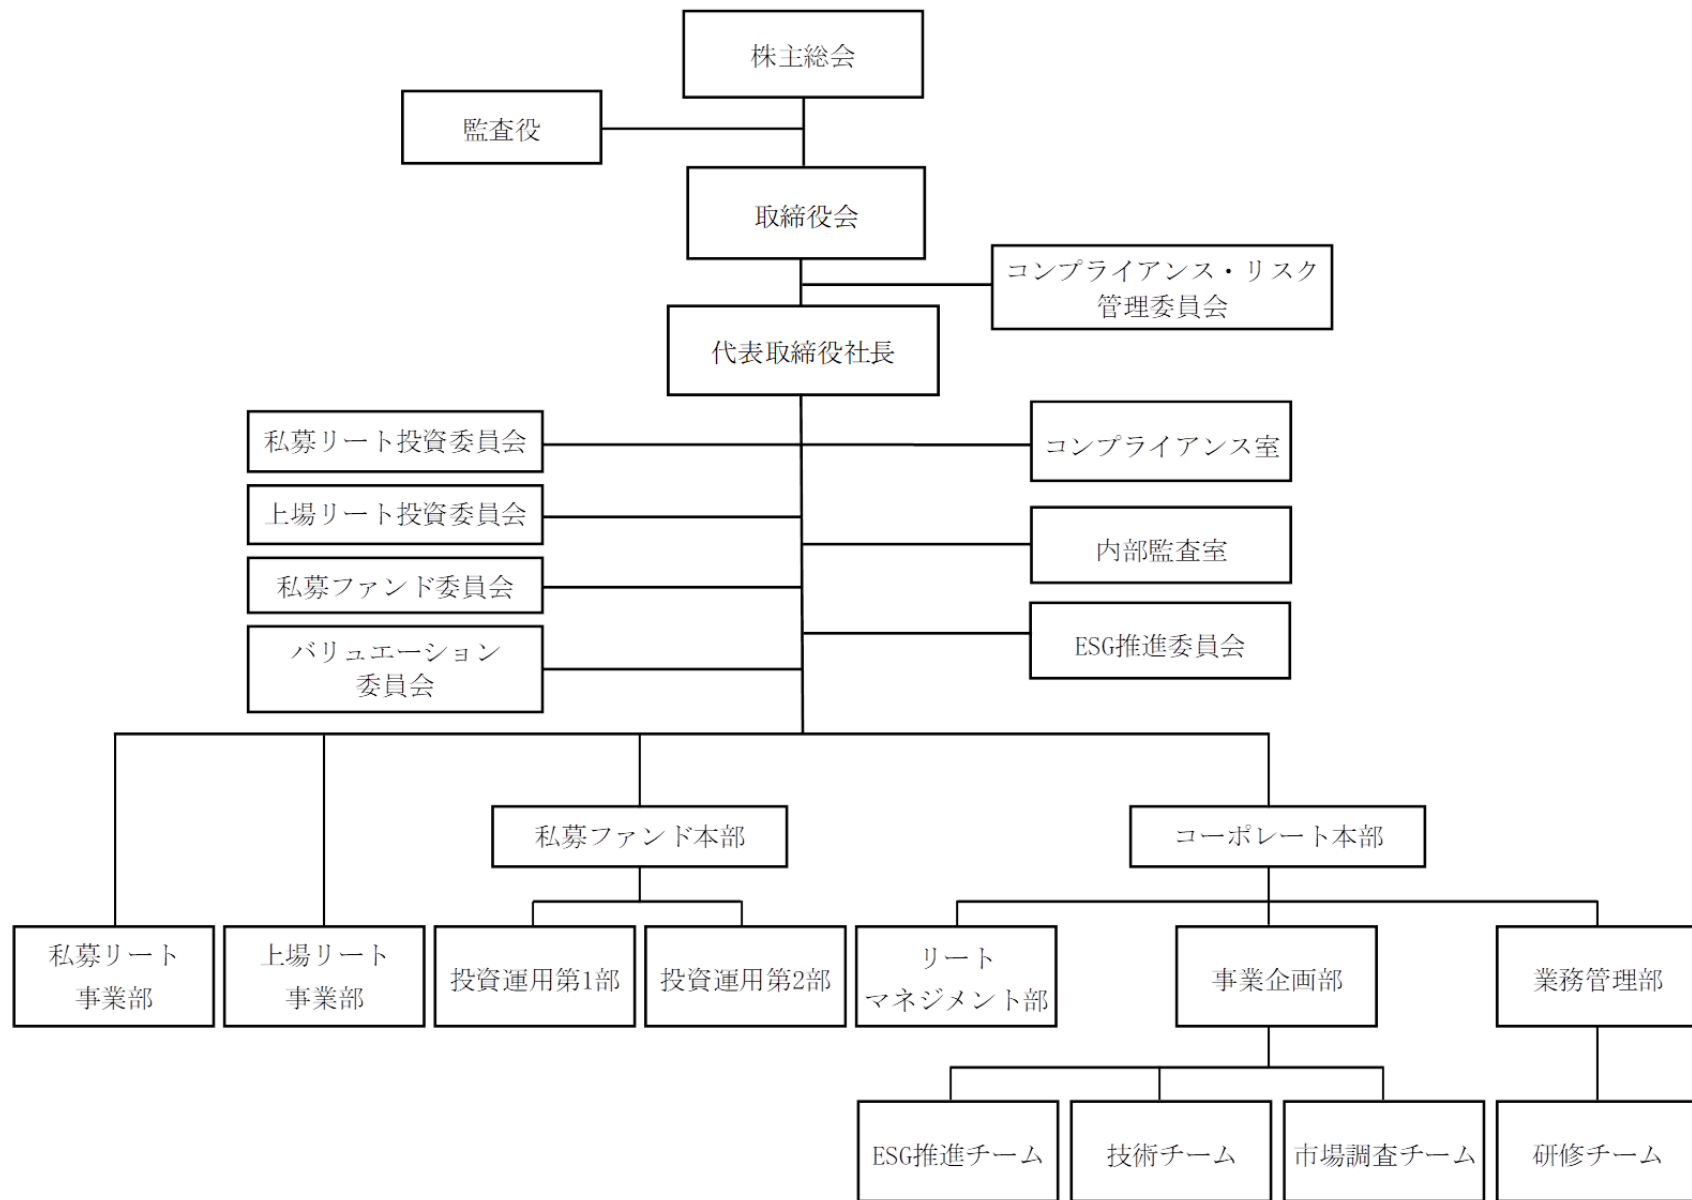 株主総会
監査役
取締役会
コンプライアンス・リスク
管理委員会
代表取締役社長
私募リート投資委員会
コンプライアンス室
上場リート投資委員会
内部監査室
私募ファンド委員会
ESG推進委員会
バリュエーション
委員会
私募ファンド本部
コーポレート本部
私募リート
事業部
上場リート
事業部
投資運用第1部
投資運用第2部
リート
マネジメント部
事業企画部
業務管理部
ESG推進チーム
技術チーム
市場調査チーム
研修チーム